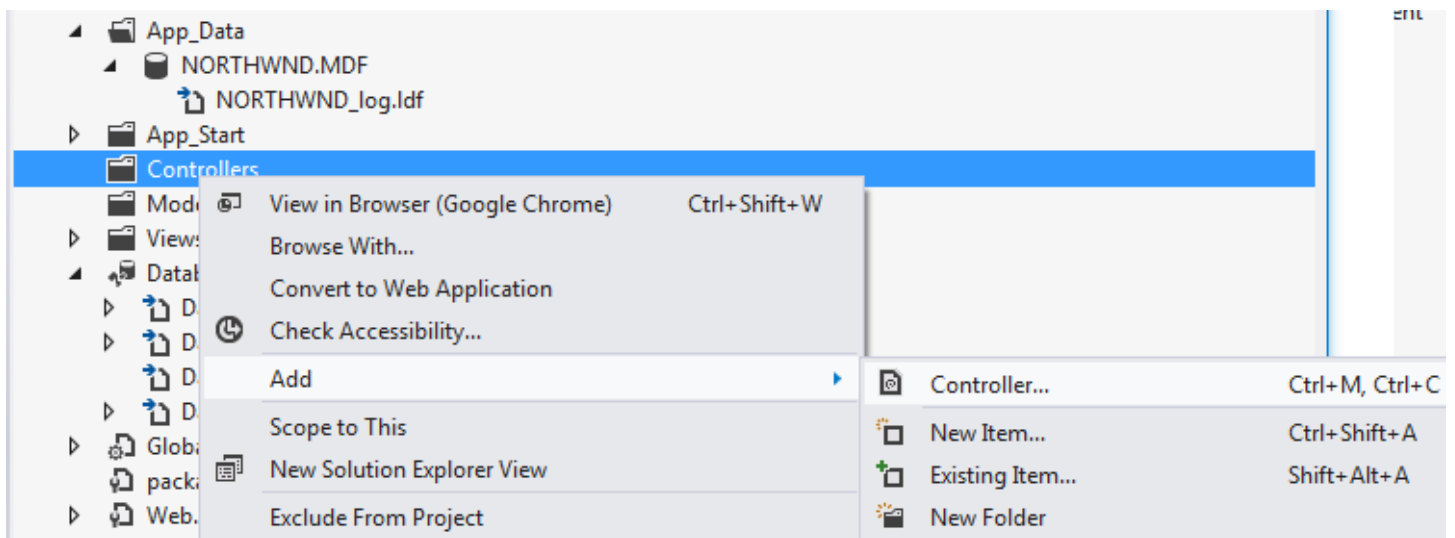 App_Data
NORTHWND.MDF
NORTHWND_log.ldf
App_Start
Controllers
View in Browser (Google Chrome) Ctrl+Shift+W
Browse With...
Convert to Web Application
Check Accessibility...
Add
Scope to This
New Solution Explorer View
Exclude From Project
Controller... Ctrl+M, Ctrl+C
New Item... Ctrl+Shift+A
Existing Item... Shift+Alt+A
New Folder